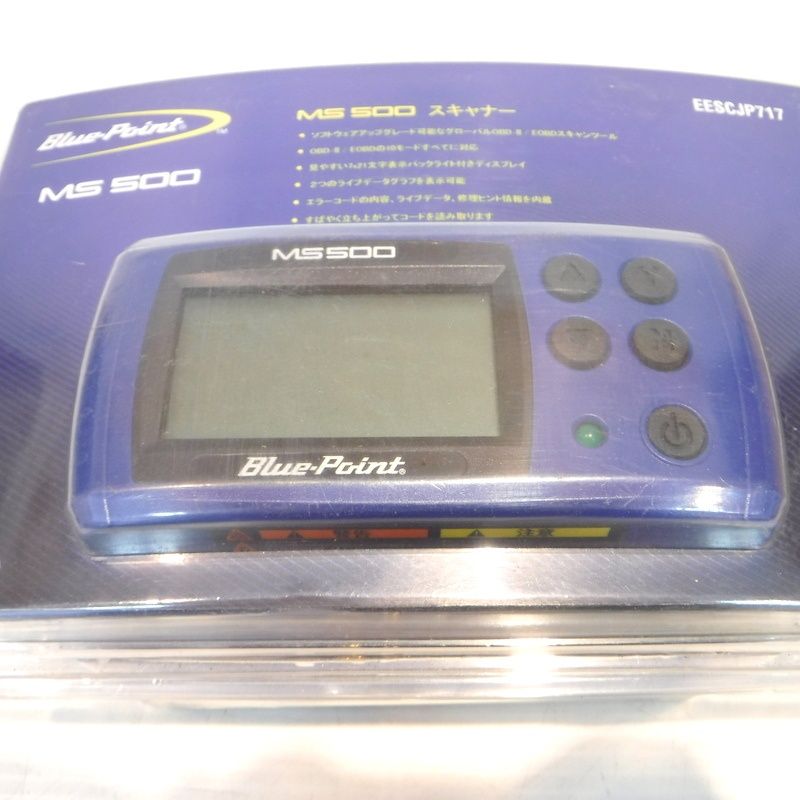 Blue-Point® ™
MS 500
MS 500 スキャナー
EESCJP717
• ソフトウェアアップグレード可能なグローバルOBD-II / EOBDスキャンツール
• OBD-II / EOBDの10モードすべてに対応
• 見やすい7x21文字表示バックライト付きディスプレイ
• 2つのライブデータグラフを表示可能
• エラーコードの内容、ライブデータ、修理ヒント情報を内蔵
• すばやく立ち上がってコードを読み取ります
MS500
Blue-Point®
警告
注意